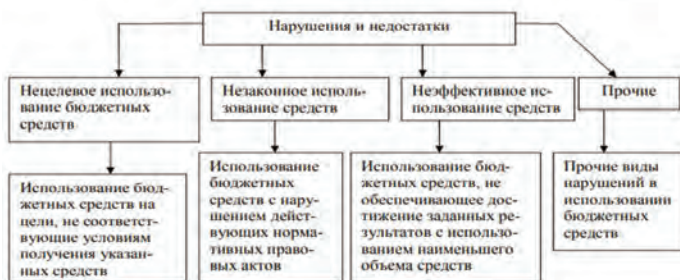 Нарушения и недостатки
Нецелевое использо-
вание бюджетных
средств
Незаконное исполь-
зование средств
Неэффективное ис-
пользование средств
Прочие
Использование бюд-
жетных средств на
цели, не соответст-
вующие условиям
получения указан-
ных средств
Использование
бюджетных
средств с нару-
шением дейст-
вующих норма-
тивных право-
вых актов
Использование бюд-
жетных средств, не
обеспечивающее дос-
тижение заданных ре-
зультатов с использо-
ванием наименьшего
объема средств
Прочие виды
нарушений в
использовании
бюджетных
средств